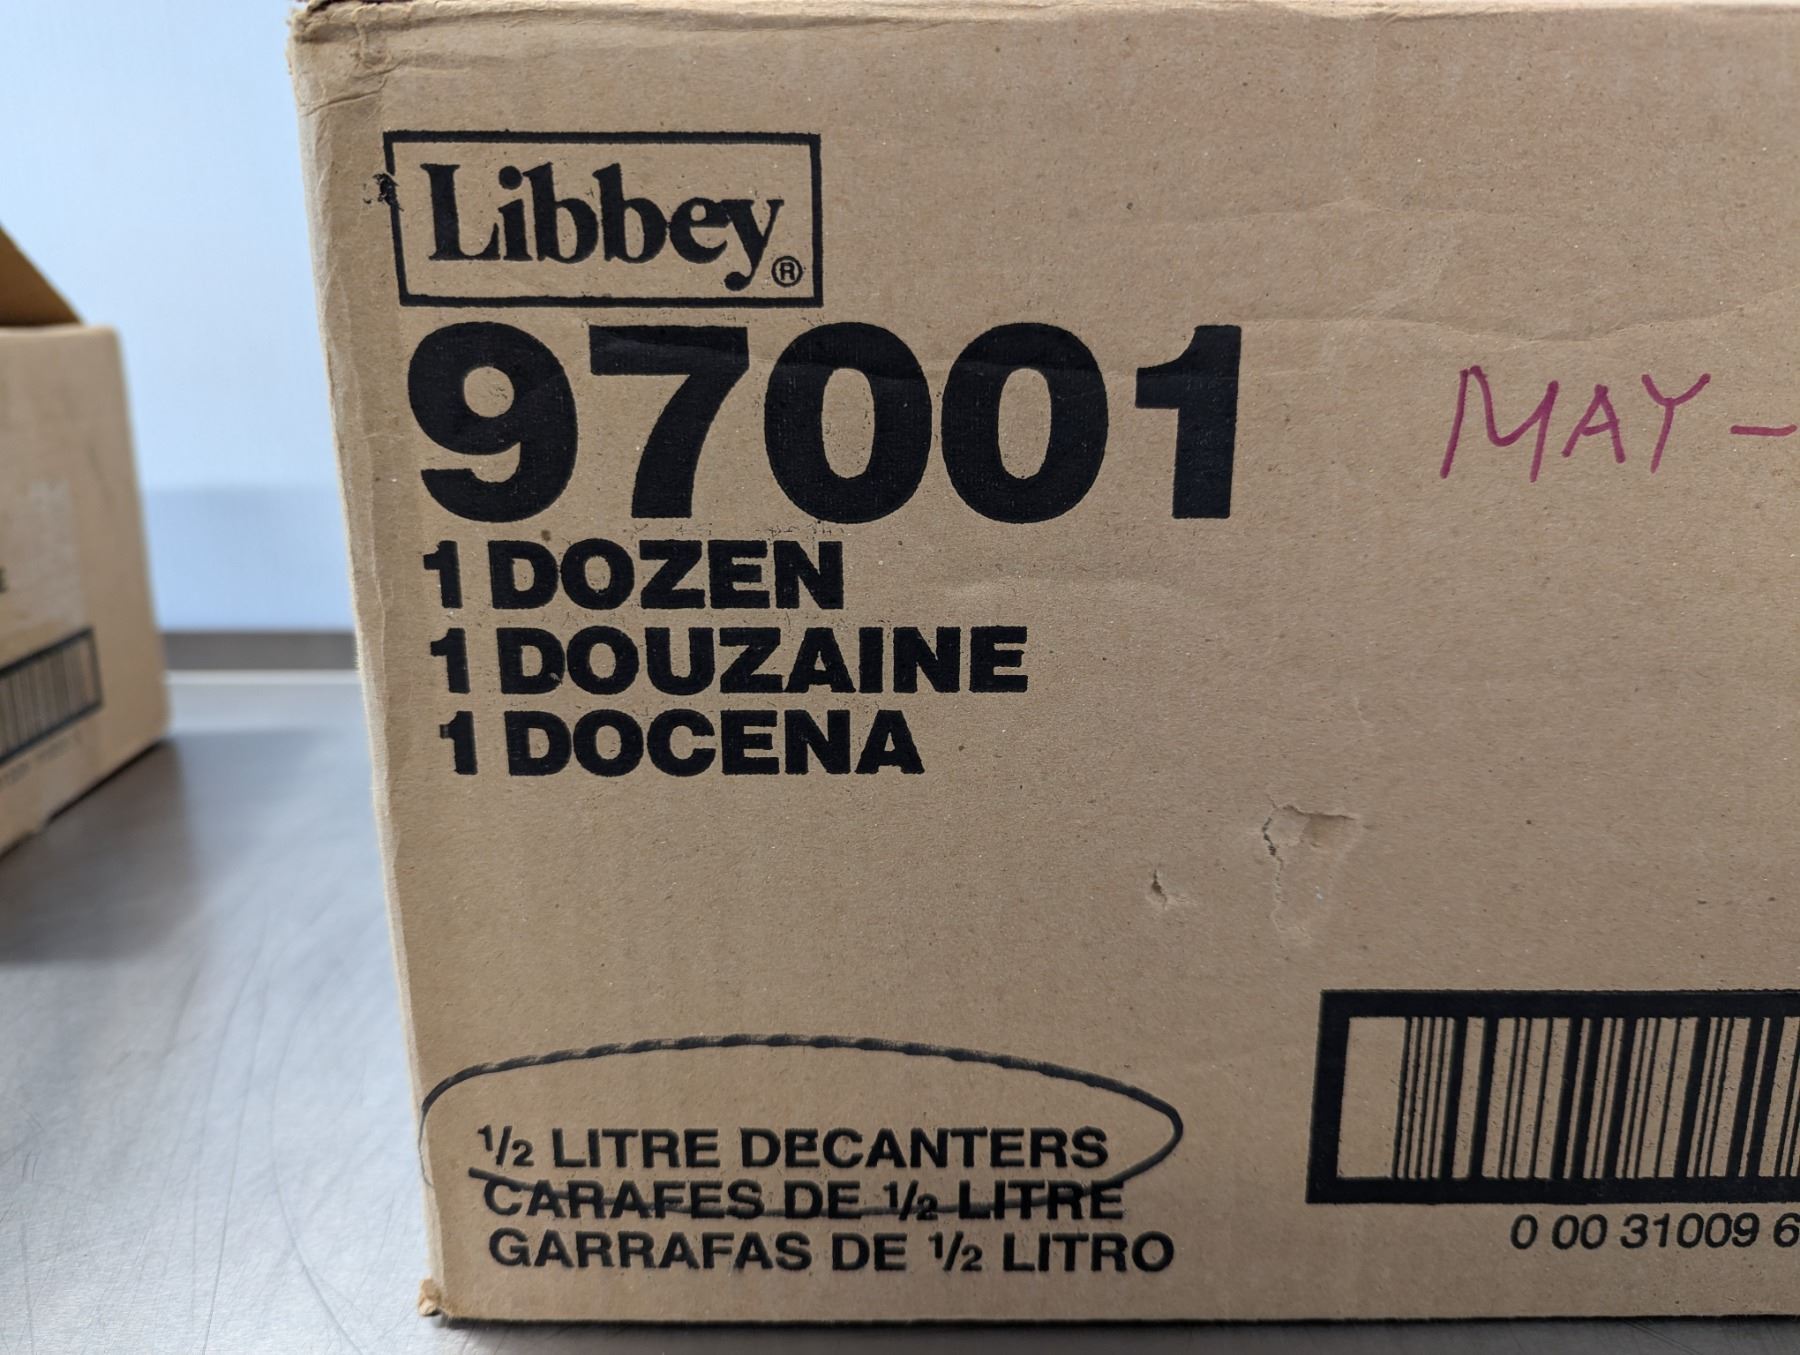 Libbey®
97001
MAY-
1 DOZEN
1 DOUZAINE
1 DOCENA
1/2 LITRE DECANTERS
CARAFES DE 1/2 LITRE
GARRAFAS DE 1/2 LITRO
0 00 31009 6